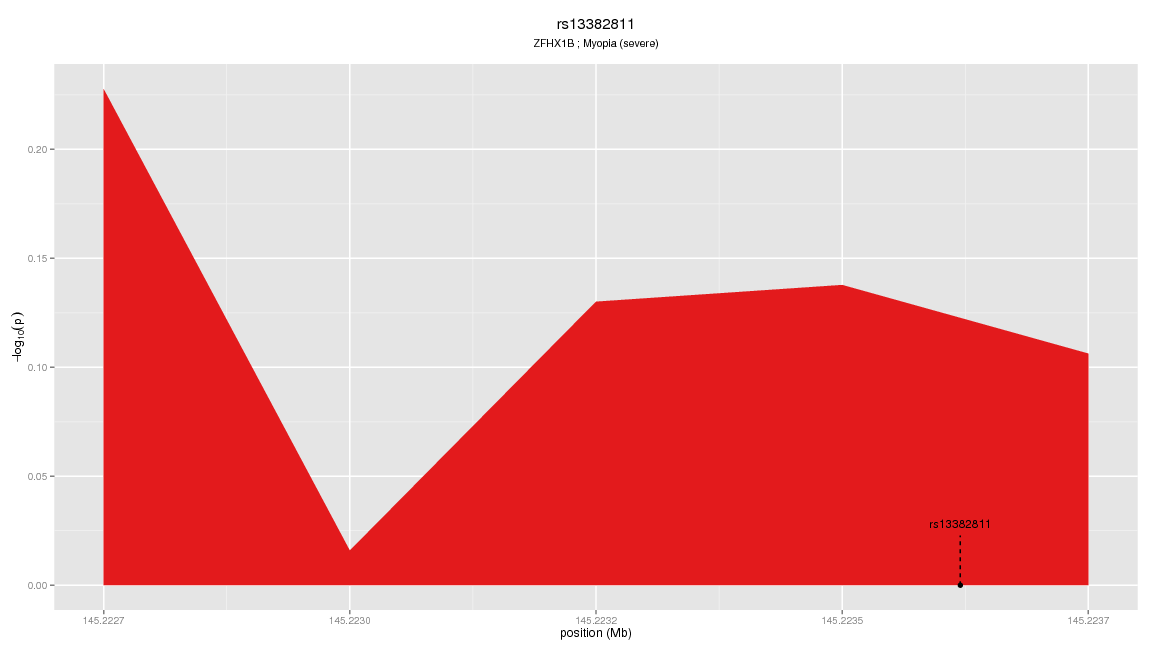 rs13382811
ZFHX1B ; Myopia (severe)
−log10(p)
0.20
0.15
0.10
0.05
0.00
rs13382811
145.2227 145.2230 145.2232 145.2235 145.2237
position (Mb)